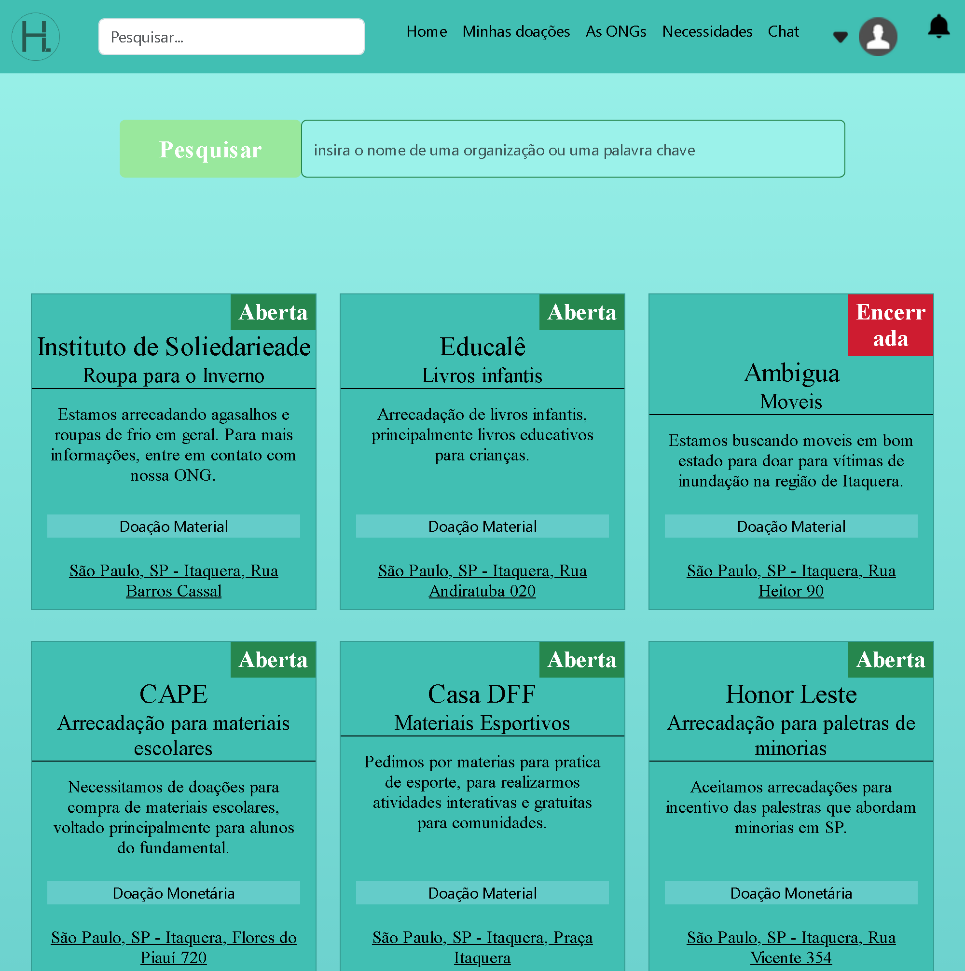 H.
Pesquisar...
Home Minhas doações As ONGs Necessidades Chat
Pesquisar
insira o nome de uma organização ou uma palavra chave
Aberta
Instituto de Soliedarieade
Roupa para o Inverno
Estamos arrecadando agasalhos e
roupas de frio em geral. Para mais
informações, entre em contato com
nossa ONG.
Doação Material
São Paulo, SP - Itaquera, Rua
Barros Cassal
Aberta
Educalê
Livros infantis
Arrecadação de livros infantis,
principalmente livros educativos
para crianças.
Doação Material
São Paulo, SP - Itaquera, Rua
Andiratuba 020
Encerr
ada
Ambigua
Moveis
Estamos buscando moveis em bom
estado para doar para vítimas de
inundação na região de Itaquera.
Doação Material
São Paulo, SP - Itaquera, Rua
Heitor 90
Aberta
CAPE
Arrecadação para materiais
escolares
Necessitamos de doações para
compra de materiais escolares,
voltado principalmente para alunos
do fundamental.
Doação Monetária
São Paulo, SP - Itaquera, Flores do
Piauí 720
Aberta
Casa DFF
Materiais Esportivos
Pedimos por materias para pratica
de esporte, para realizarmos
atividades interativas e gratuitas
para comunidades.
Doação Material
São Paulo, SP - Itaquera, Praça
Itaquera
Aberta
Honor Leste
Arrecadação para paletras de
minorias
Aceitamos arrecadações para
incentivo das palestras que abordam
minorias em SP.
Doação Monetária
São Paulo, SP - Itaquera, Rua
Vicente 354